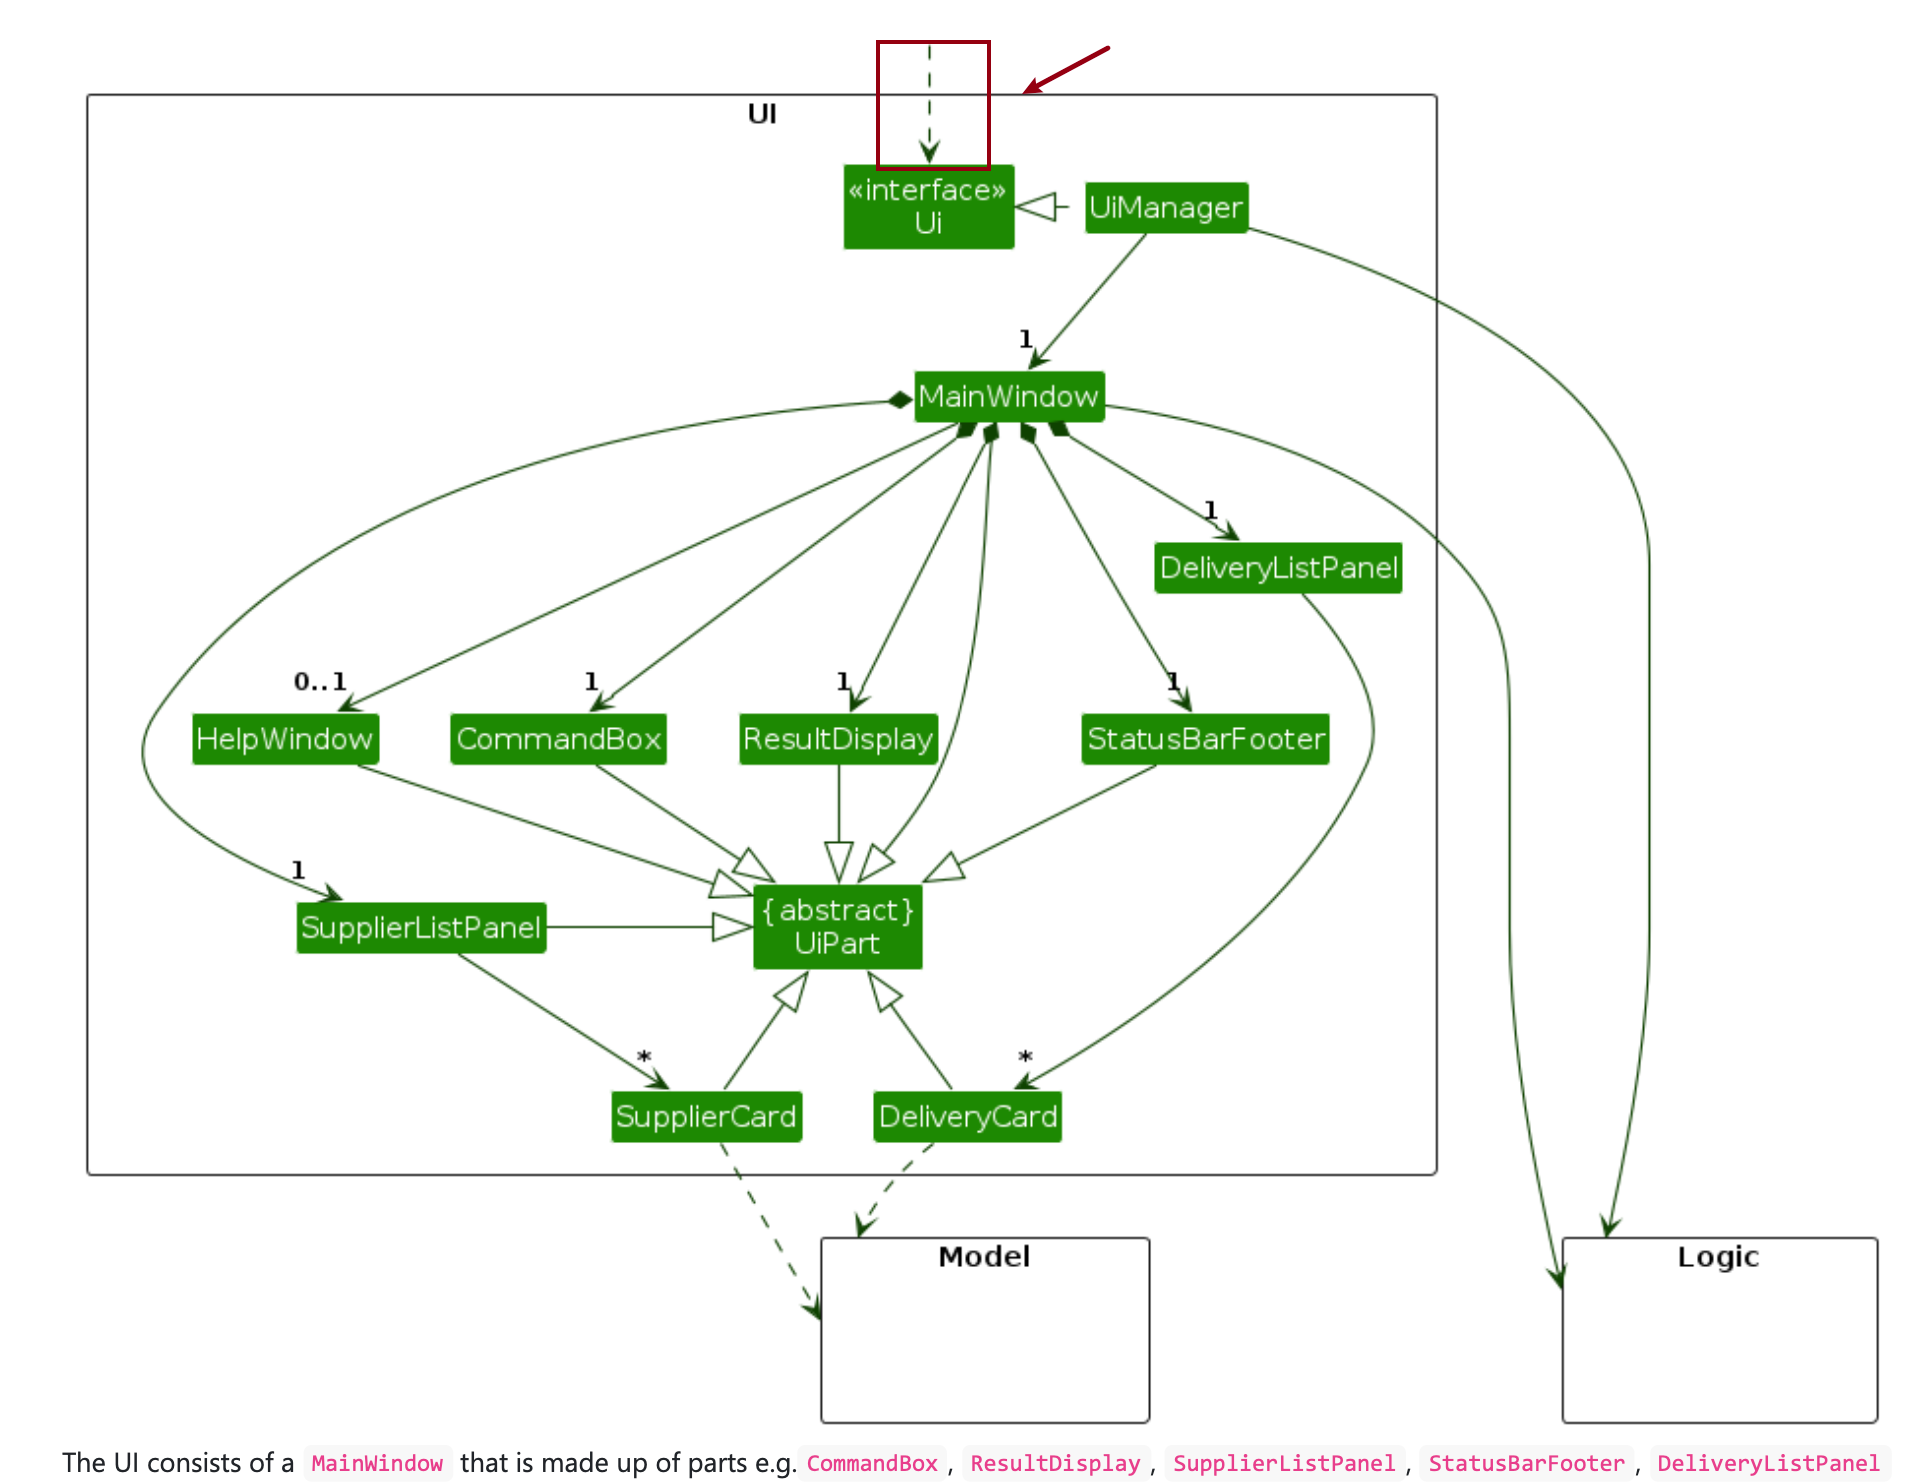 UI
«interface»
Ui
UiManager
1
MainWindow
1
DeliveryListPanel
0..1
1
1
1
HelpWindow
CommandBox
ResultDisplay
StatusBarFooter
1
SupplierListPanel
{abstract}
UiPart
*
*
SupplierCard
DeliveryCard
Model
Logic
The UI consists of a MainWindow that is made up of parts e.g. CommandBox , ResultDisplay , SupplierListPanel , StatusBarFooter , DeliveryListPanel